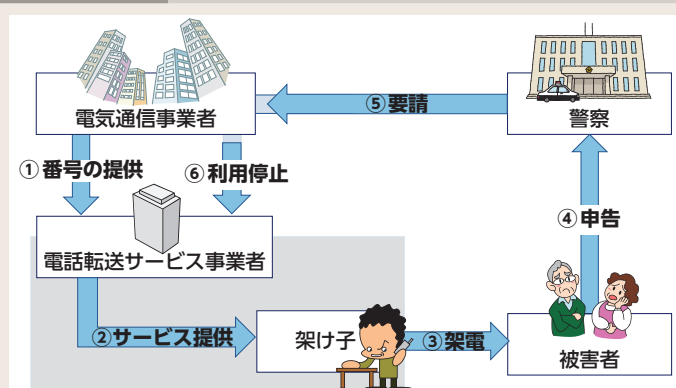 電気通信事業者
⑤要請
警察
①番号の提供
⑥利用停止
④申告
電話転送サービス事業者
②サービス提供
架け子
③架電
被害者